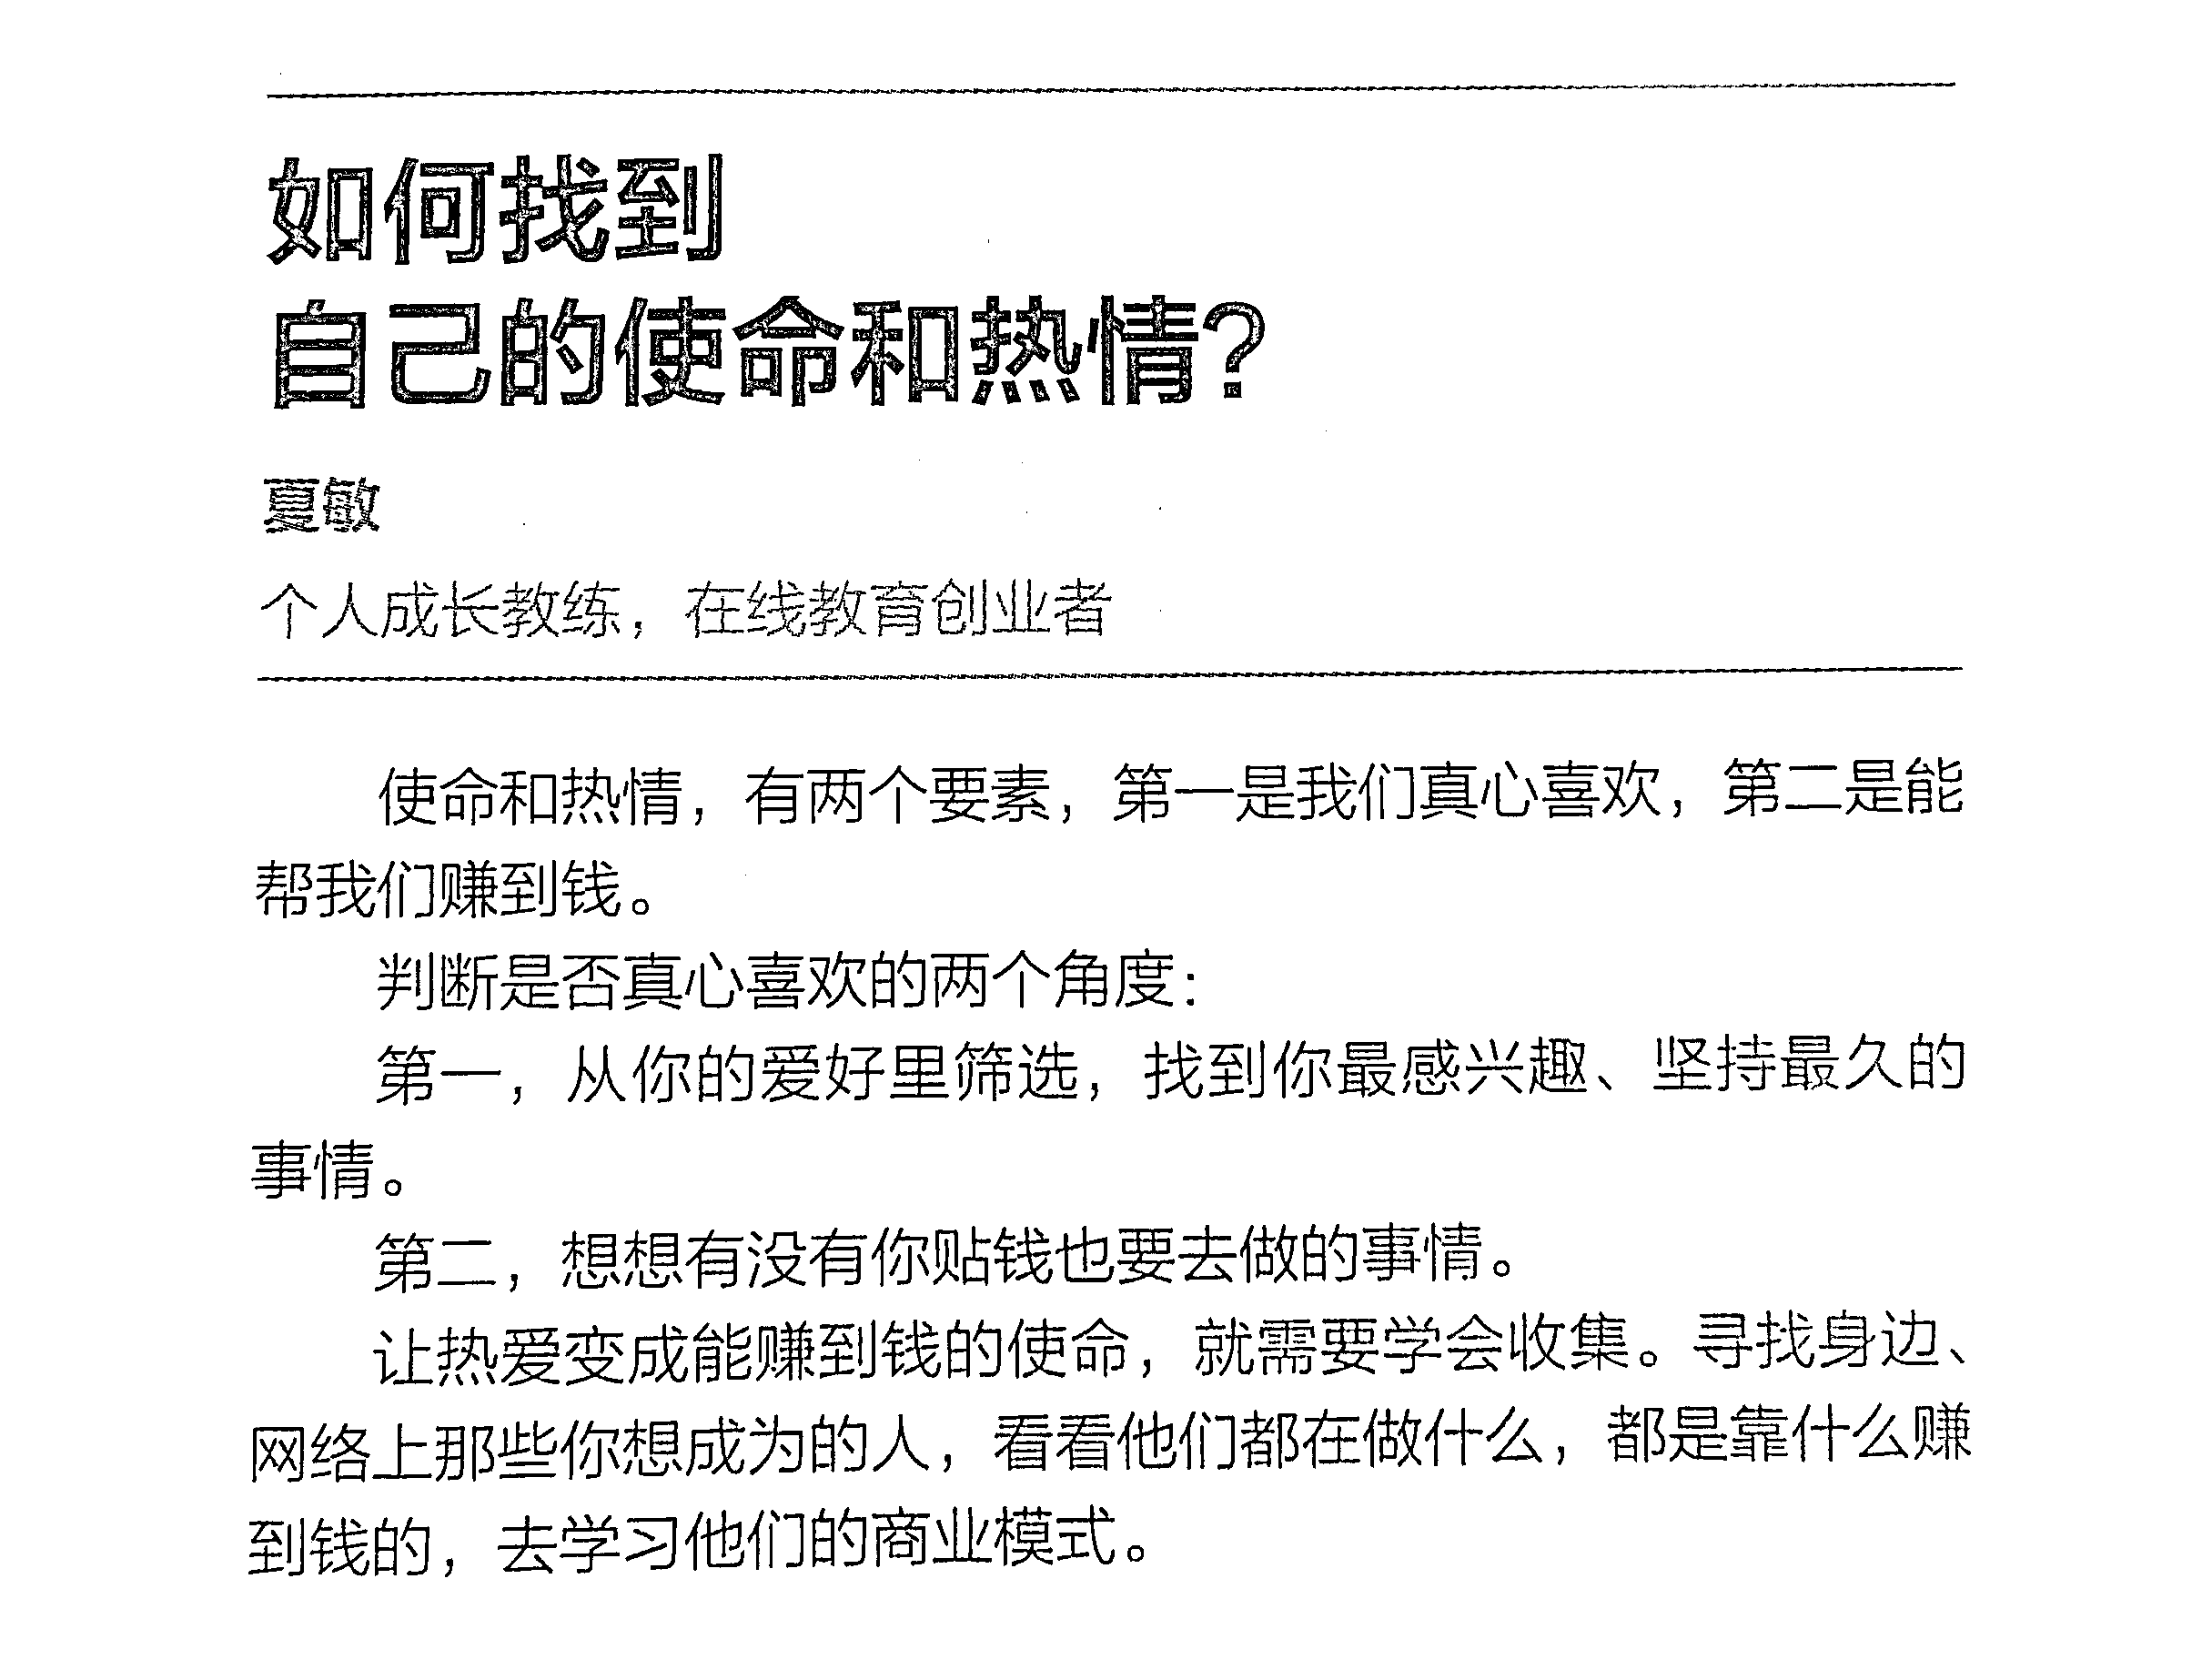 如何找到
自己的使命和热情?
夏敏
个人成长教练，在线教育创业者
使命和热情，有两个要素，第一是我们真心喜欢，第二是能
帮我们赚到钱。
判断是否真心喜欢的两个角度：
第一，从你的爱好里筛选，找到你最感兴趣、坚持最久的
事情。
第二，想想有没有你贴钱也要去做的事情。
让热爱变成能赚到钱的使命，就需要学会收集。寻找身边、
网络上那些你想成为的人，看看他们都在做什么，都是靠什么赚
到钱的，去学习他们的商业模式。